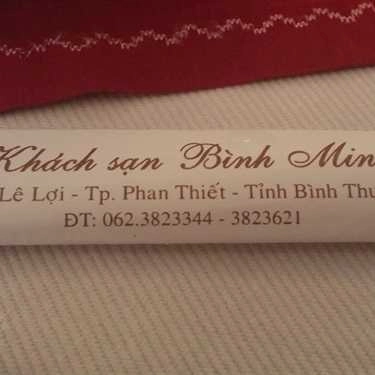 Khách sạn Bình Min
Lê Lợi - Tp. Phan Thiết - Tỉnh Bình Thu
ĐT: 062.3823344 - 3823621